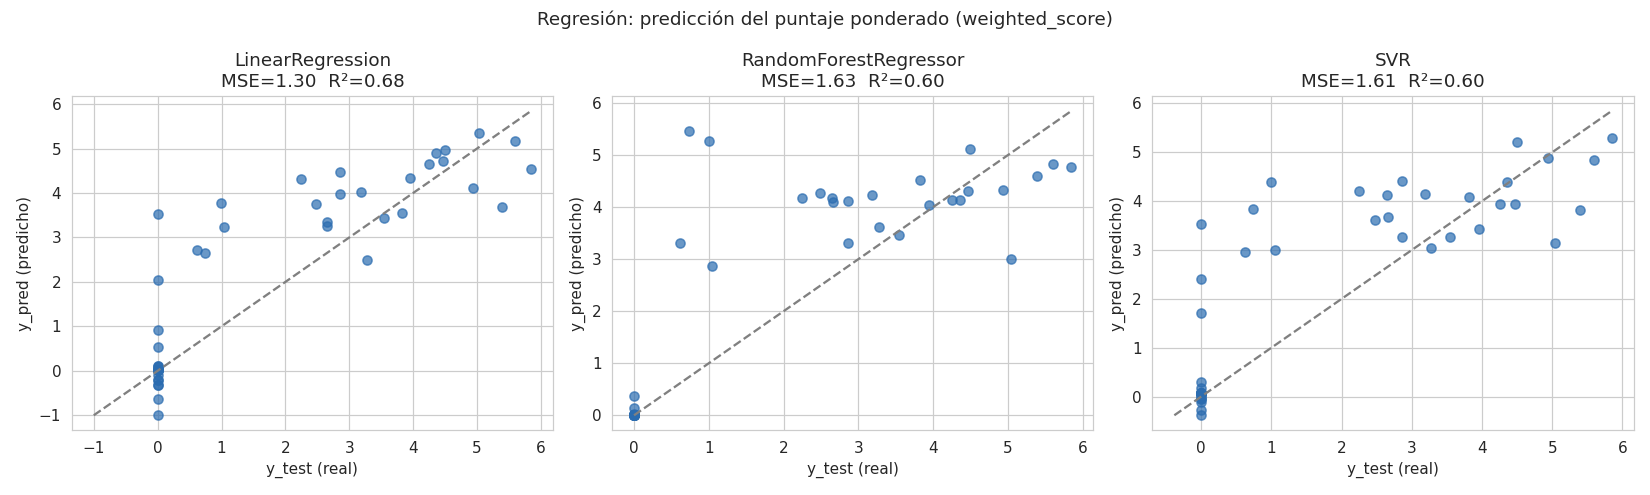 Regresión: predicción del puntaje ponderado (weighted_score)
LinearRegression
MSE=1.30  R²=0.68
6
5
4
3
2
1
0
−1
y_pred (predicho)
−1 0 1 2 3 4 5 6
y_test (real)
RandomForestRegressor
MSE=1.63  R²=0.60
6
5
4
3
2
1
0
y_pred (predicho)
0 1 2 3 4 5 6
y_test (real)
SVR
MSE=1.61  R²=0.60
6
5
4
3
2
1
0
y_pred (predicho)
0 1 2 3 4 5 6
y_test (real)